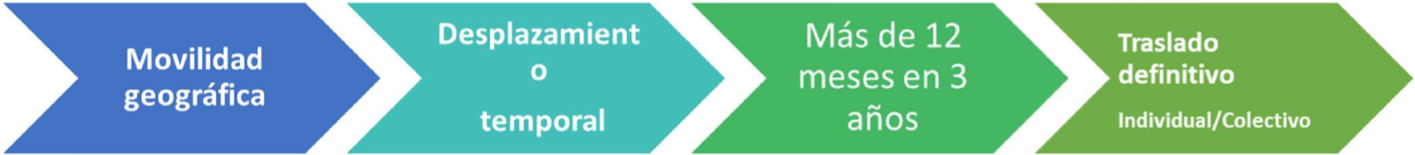 Movilidad
geográfica
Desplazamient
o
temporal
Más de 12
meses en 3
años
Traslado
definitivo
Individual/Colectivo